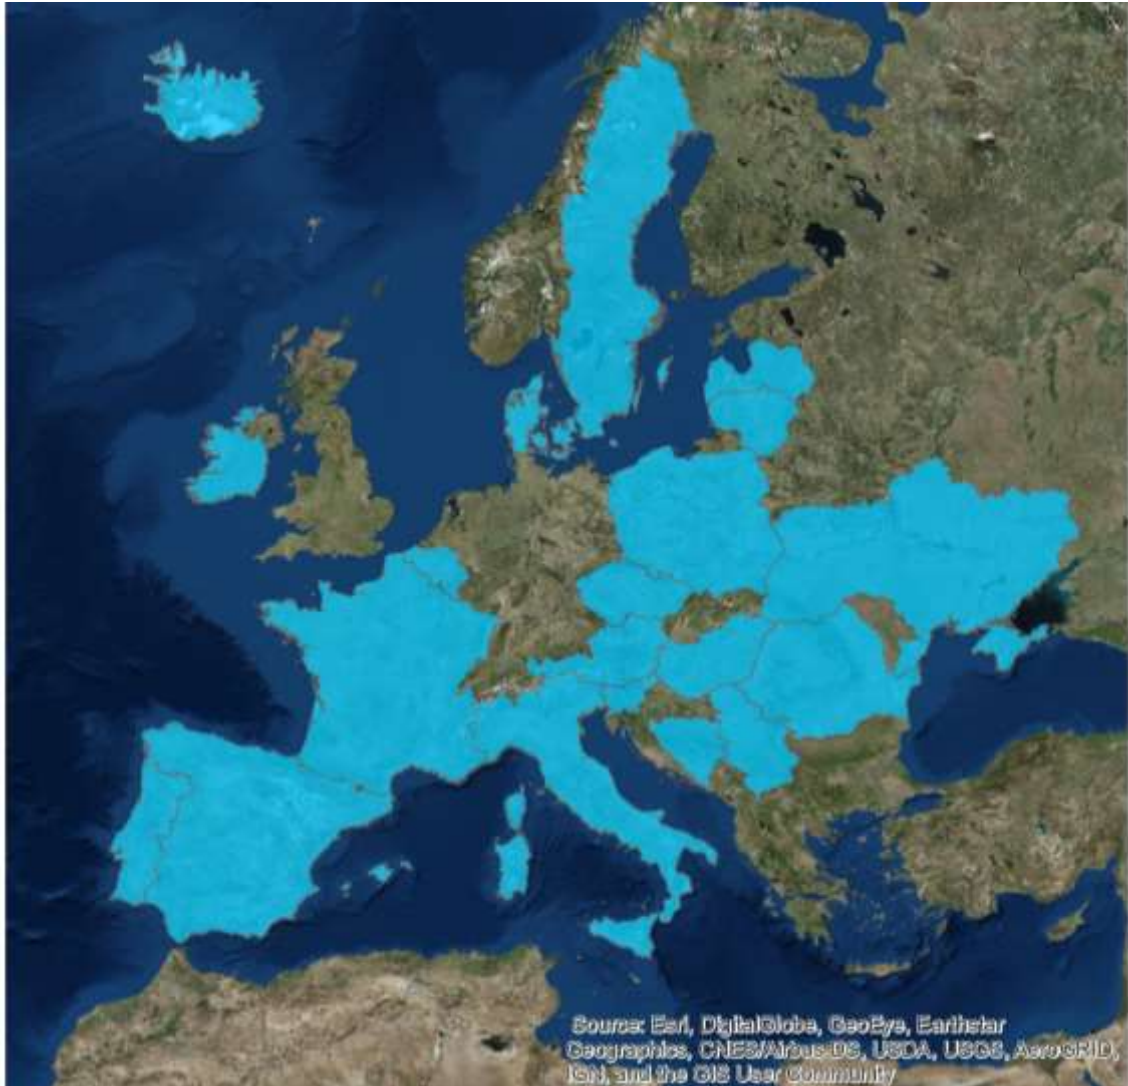 Source: Esri, DigitalGlobe, GeoEye, Earthstar
Geographics, CNES/Airbus DS, USDA, USGS, AeroGRID,
IGN, and the GIS User Community